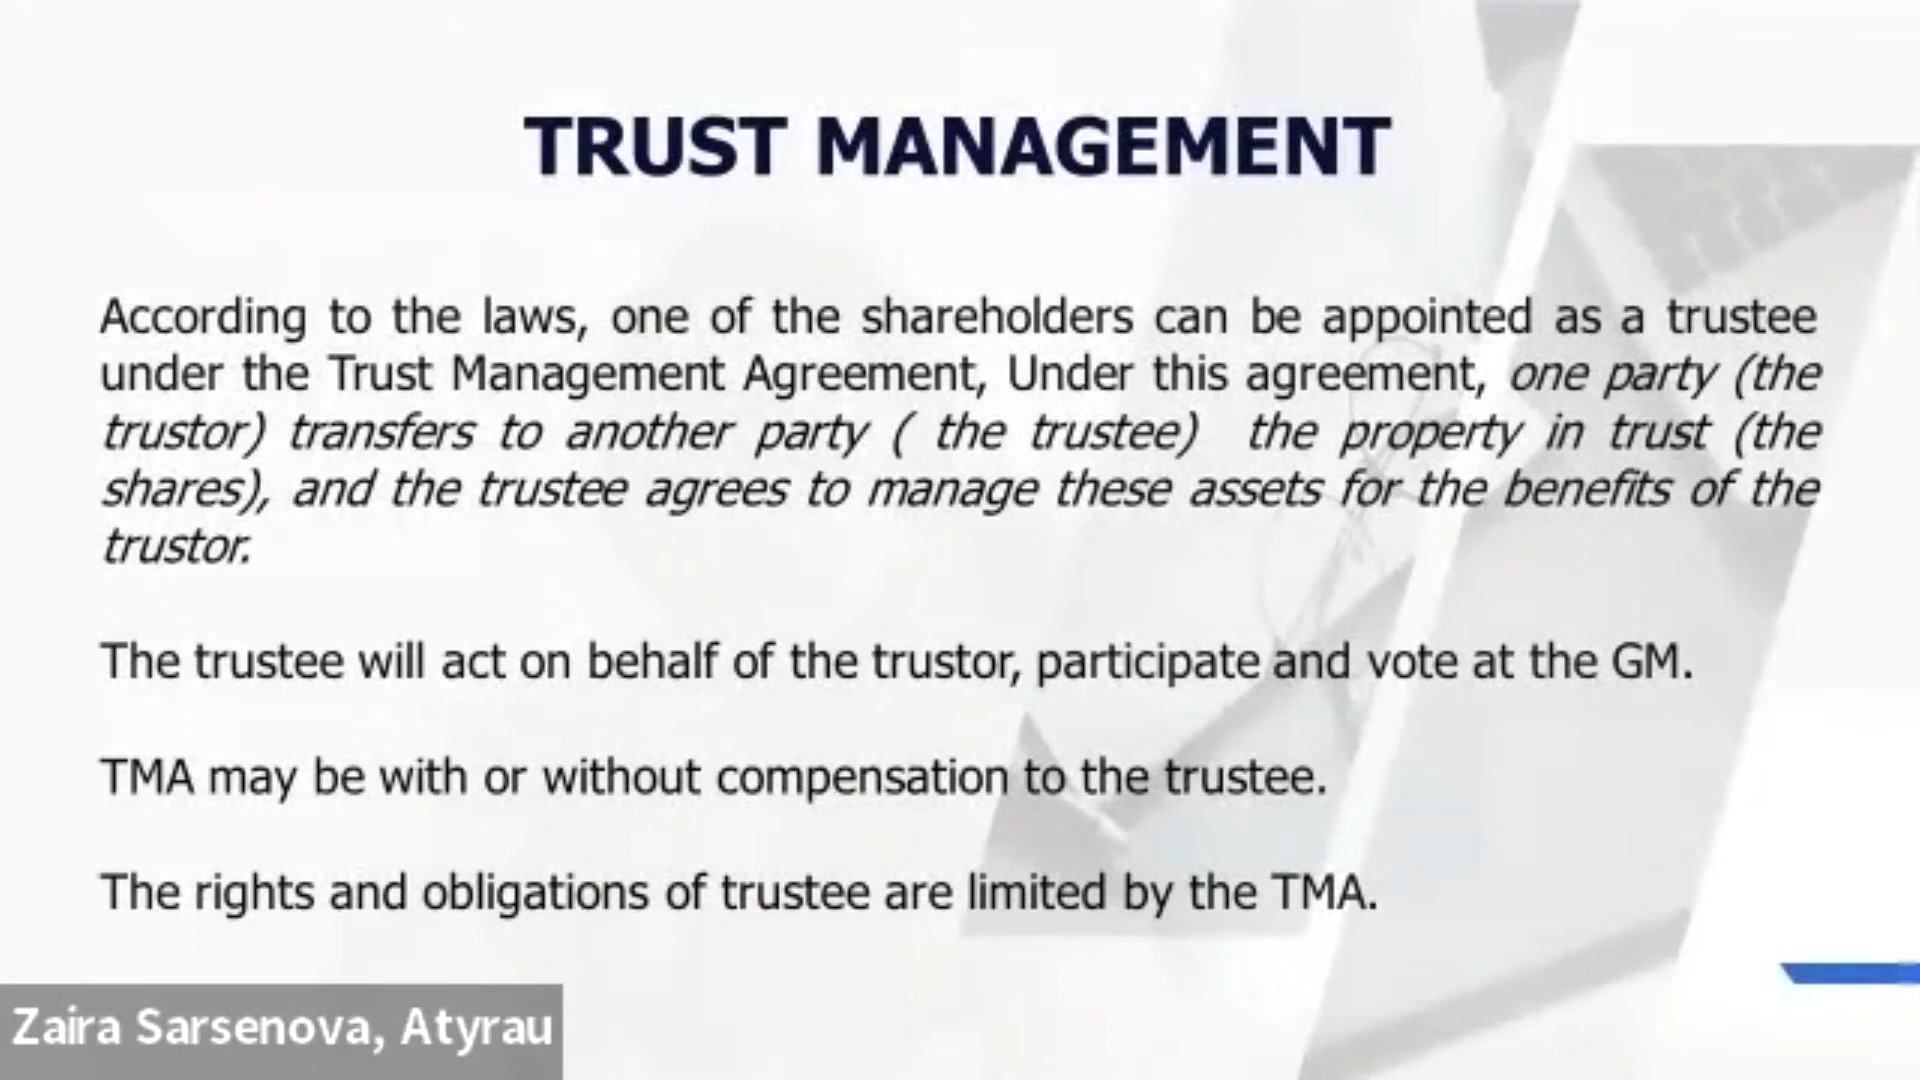 TRUST MANAGEMENT
According to the laws, one of the shareholders can be appointed as a trustee
under the Trust Management Agreement, Under this agreement, one party (the
trustor) transfers to another party ( the trustee) the property in trust (the
shares), and the trustee agrees to manage these assets for the benefits of the
trustor.
The trustee will act on behalf of the trustor, participate and vote at the GM.
TMA may be with or without compensation to the trustee.
The rights and obligations of trustee are limited by the TMA.
Zaira Sarsenova, Atyrau